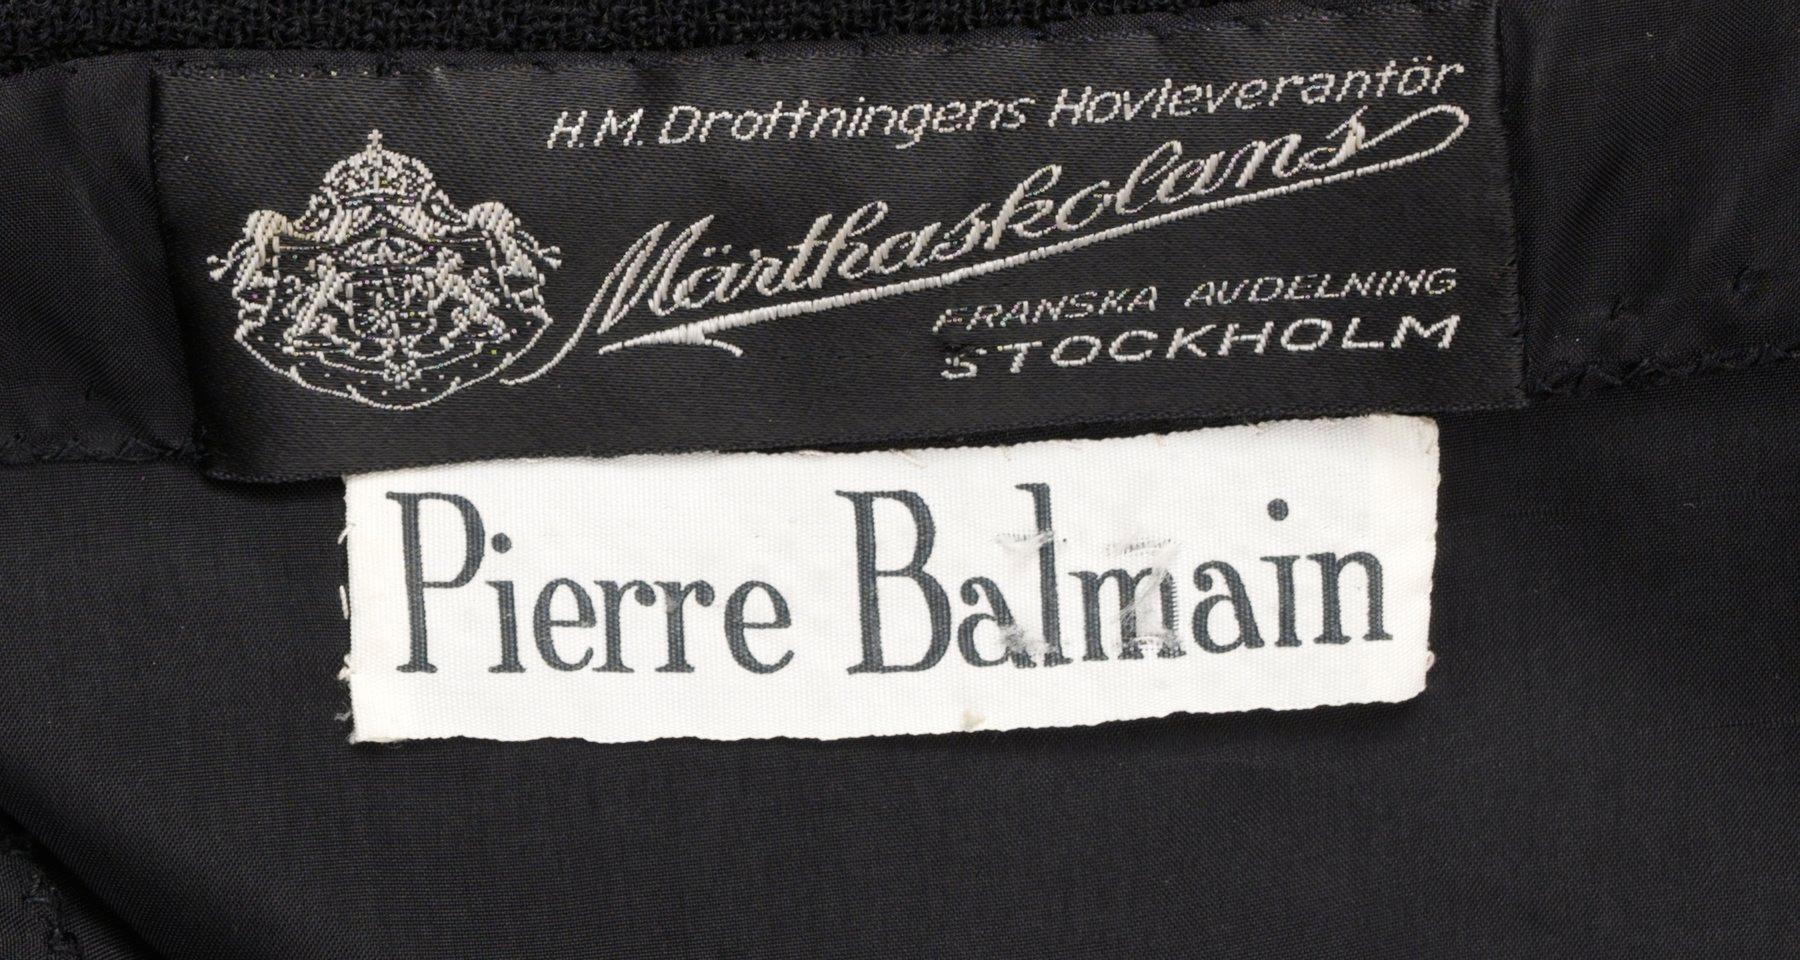 H.M. Drottningens Hovleverantör
Märthaskolans
FRANSKA AVDELNING
STOCKHOLM
Pierre Balmain